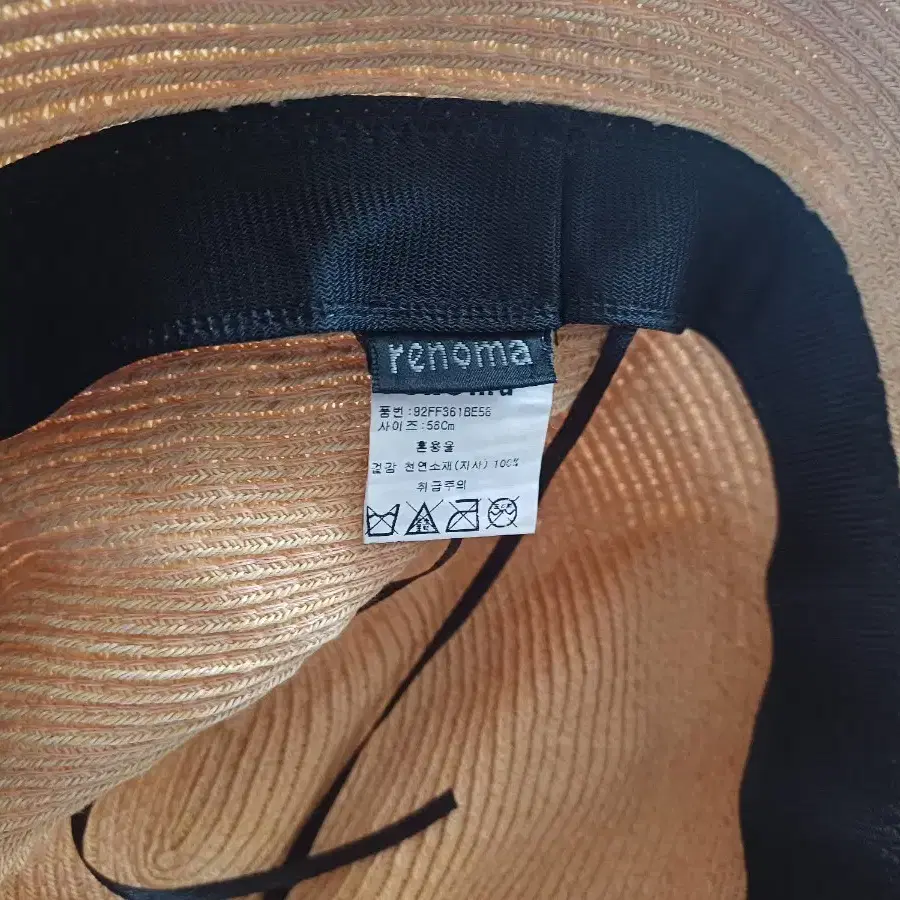 renoma
품번:92FF361BE56
사이즈:58Cm
혼용율
겉감 천연소재(지사) 100%
취급주의